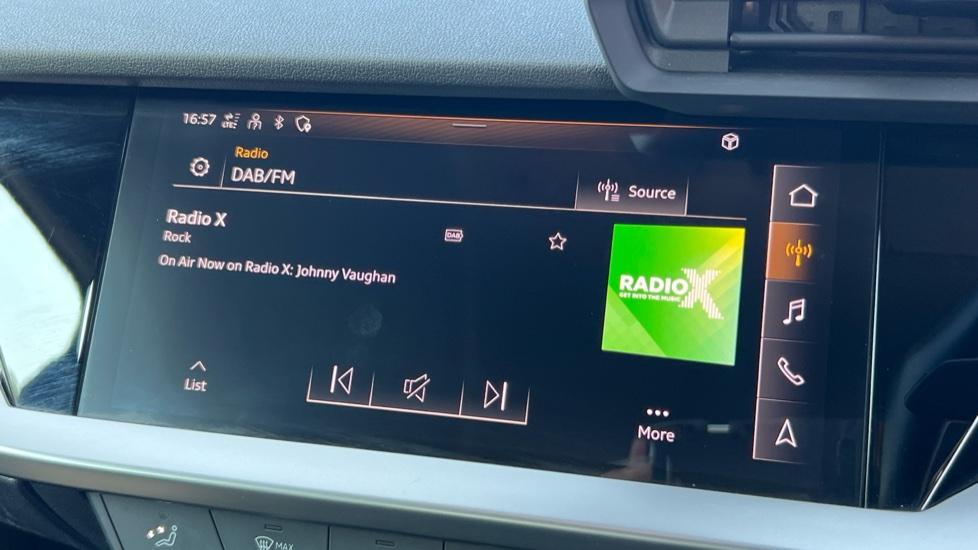 16:57 LTE
Radio
DAB/FM
Source
Radio X
DAB
Rock
On Air Now on Radio X: Johnny Vaughan
RADIO X
GET INTO THE MUSIC
List
More
MAX